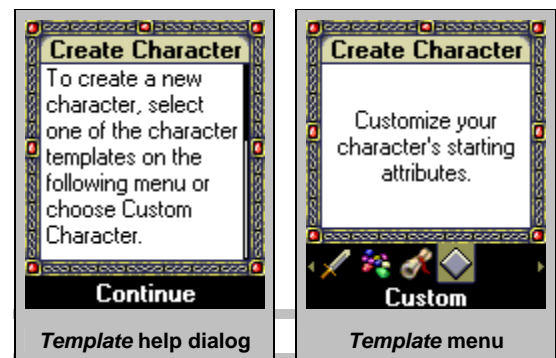 Create Character
To create a new
character, select
one of the character
templates on the
following menu or
choose Custom
Character.
Continue
Template help dialog
Create Character
Customize your
character's starting
attributes.
Custom
Template menu